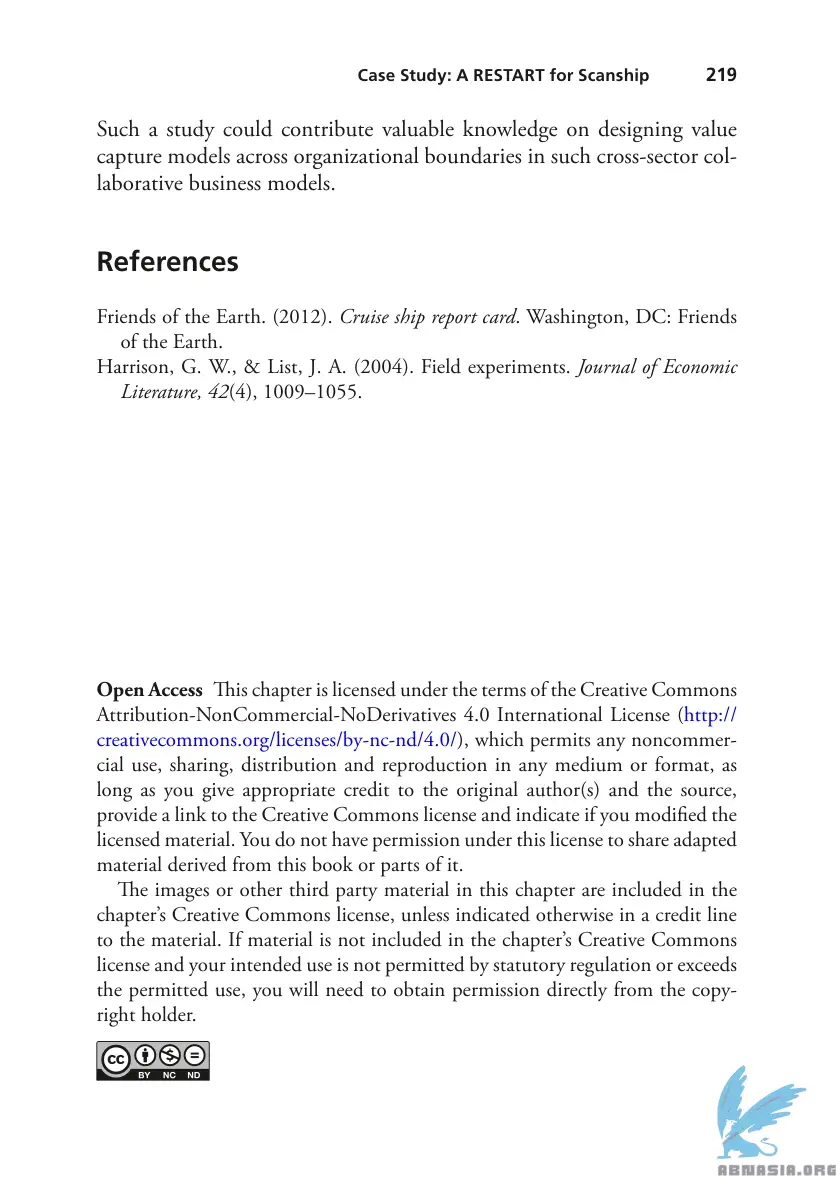 Case Study: A RESTART for Scanship 219
Such a study could contribute valuable knowledge on designing value
capture models across organizational boundaries in such cross-sector col-
laborative business models.
References
Friends of the Earth. (2012). Cruise ship report card. Washington, DC: Friends
of the Earth.
Harrison, G. W., & List, J. A. (2004). Field experiments. Journal of Economic
Literature, 42(4), 1009–1055.
Open Access This chapter is licensed under the terms of the Creative Commons
Attribution-NonCommercial-NoDerivatives 4.0 International License (http://
creativecommons.org/licenses/by-nc-nd/4.0/), which permits any noncommer-
cial use, sharing, distribution and reproduction in any medium or format, as
long as you give appropriate credit to the original author(s) and the source,
provide a link to the Creative Commons license and indicate if you modified the
licensed material. You do not have permission under this license to share adapted
material derived from this book or parts of it.
The images or other third party material in this chapter are included in the
chapter’s Creative Commons license, unless indicated otherwise in a credit line
to the material. If material is not included in the chapter’s Creative Commons
license and your intended use is not permitted by statutory regulation or exceeds
the permitted use, you will need to obtain permission directly from the copy-
right holder.
cc
BY NC ND
ABNASIA.ORG